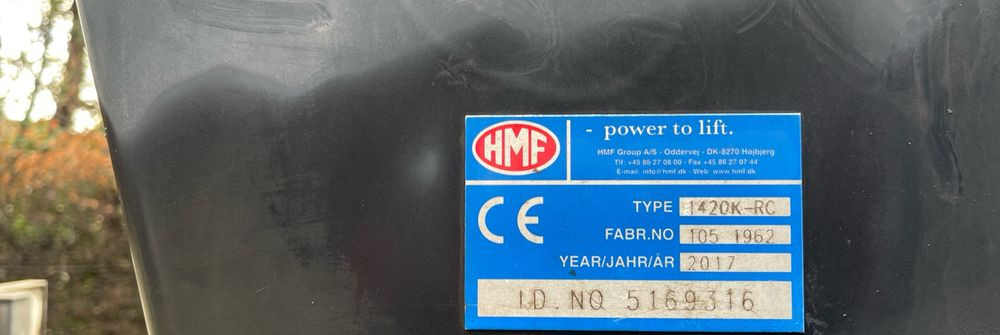 HMF
- power to lift.
HMF Group A/S - Oddervej - DK-8270 Højbjerg
Tlf: +45 86 27 08 00 - Fax +45 86 27 07 44
E-mail: info@hmf.dk - Web: www.hmf.dk
CE
TYPE 1420K-RC
FABR.NO 105 1962
YEAR/JAHR/ÅR 2017
I.D. NO 5169316